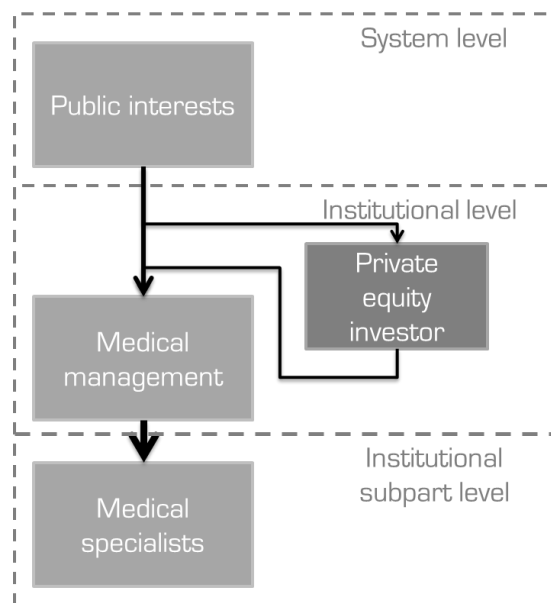 System level
Public interests
Institutional level
Private
equity
investor
Medical
management
Institutional
subpart level
Medical
specialists